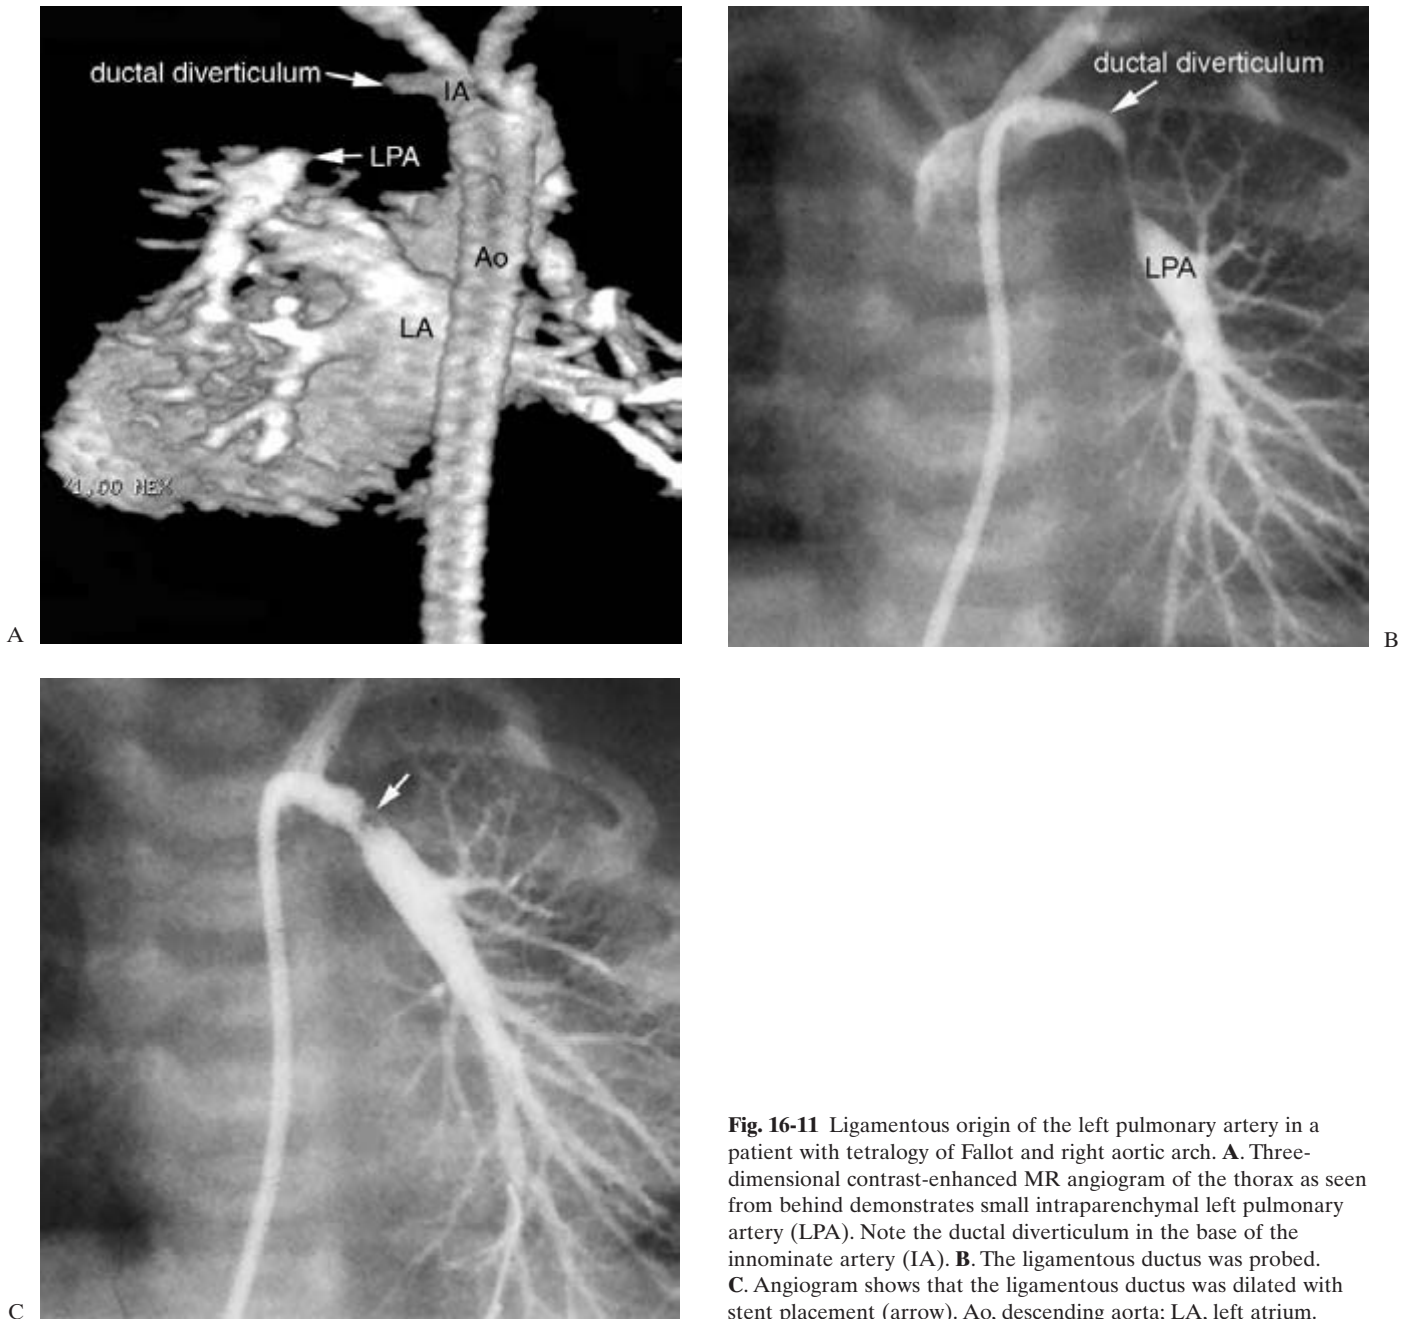 ductal diverticulum
IA
LPA
Ao
LA
1.00 NEX
A
ductal diverticulum
LPA
B
C
Fig. 16-11 Ligamentous origin of the left pulmonary artery in a
patient with tetralogy of Fallot and right aortic arch. A. Three-
dimensional contrast-enhanced MR angiogram of the thorax as seen
from behind demonstrates small intraparenchymal left pulmonary
artery (LPA). Note the ductal diverticulum in the base of the
innominate artery (IA). B. The ligamentous ductus was probed.
C. Angiogram shows that the ligamentous ductus was dilated with
stent placement (arrow). Ao, descending aorta; LA, left atrium.